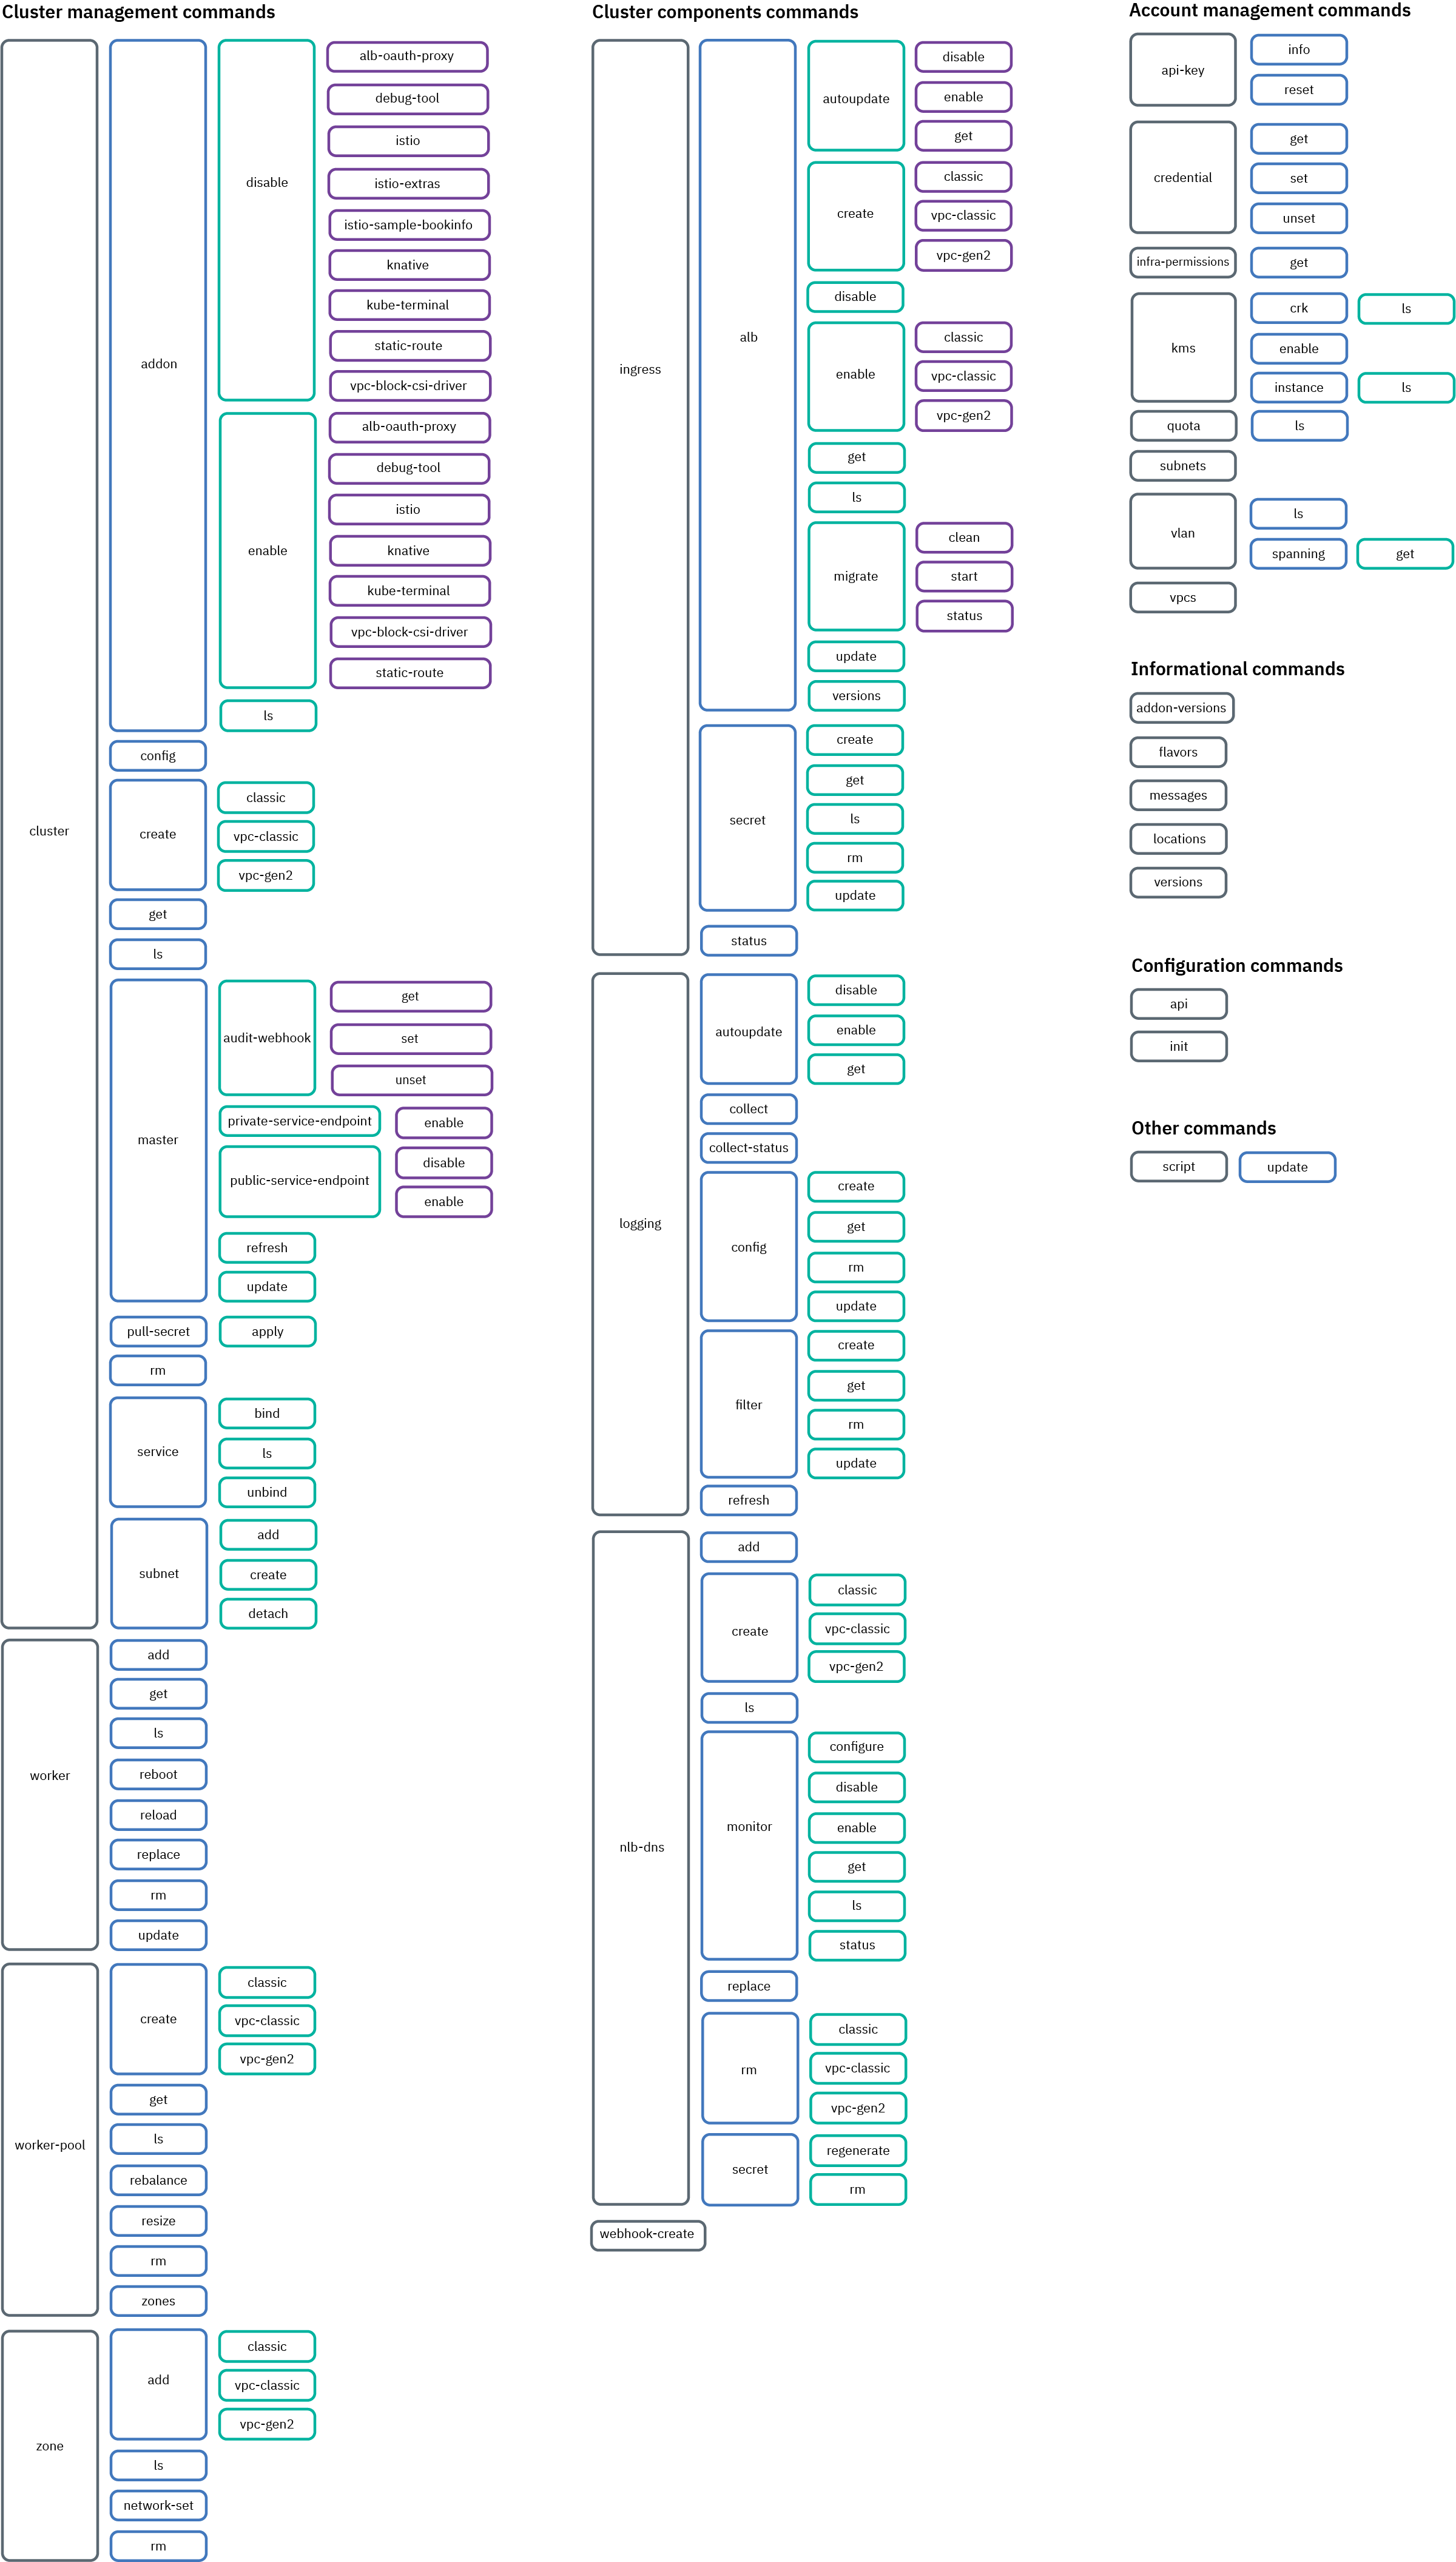 Cluster management commands
cluster
addon
disable
alb-oauth-proxy
debug-tool
istio
istio-extras
istio-sample-bookinfo
knative
kube-terminal
static-route
vpc-block-csi-driver
enable
alb-oauth-proxy
debug-tool
istio
knative
kube-terminal
vpc-block-csi-driver
static-route
ls
config
create
classic
vpc-classic
vpc-gen2
get
ls
master
audit-webhook
get
set
unset
private-service-endpoint
enable
public-service-endpoint
disable
enable
refresh
update
pull-secret
apply
rm
service
bind
ls
unbind
subnet
add
create
detach
worker
add
get
ls
reboot
reload
replace
rm
update
worker-pool
create
classic
vpc-classic
vpc-gen2
get
ls
rebalance
resize
rm
zones
zone
add
classic
vpc-classic
vpc-gen2
ls
network-set
rm
Cluster components commands
ingress
alb
autoupdate
disable
enable
get
create
classic
vpc-classic
vpc-gen2
disable
enable
classic
vpc-classic
vpc-gen2
get
ls
migrate
clean
start
status
update
versions
secret
create
get
ls
rm
update
status
logging
autoupdate
disable
enable
get
collect
collect-status
config
create
get
rm
update
filter
create
get
rm
update
refresh
nlb-dns
add
create
classic
vpc-classic
vpc-gen2
ls
monitor
configure
disable
enable
get
ls
status
replace
rm
classic
vpc-classic
vpc-gen2
secret
regenerate
rm
webhook-create
Account management commands
api-key
info
reset
credential
get
set
unset
infra-permissions
get
kms
crk
ls
enable
instance
ls
quota
ls
subnets
vlan
ls
spanning
get
vpcs
Informational commands
addon-versions
flavors
messages
locations
versions
Configuration commands
api
init
Other commands
script
update